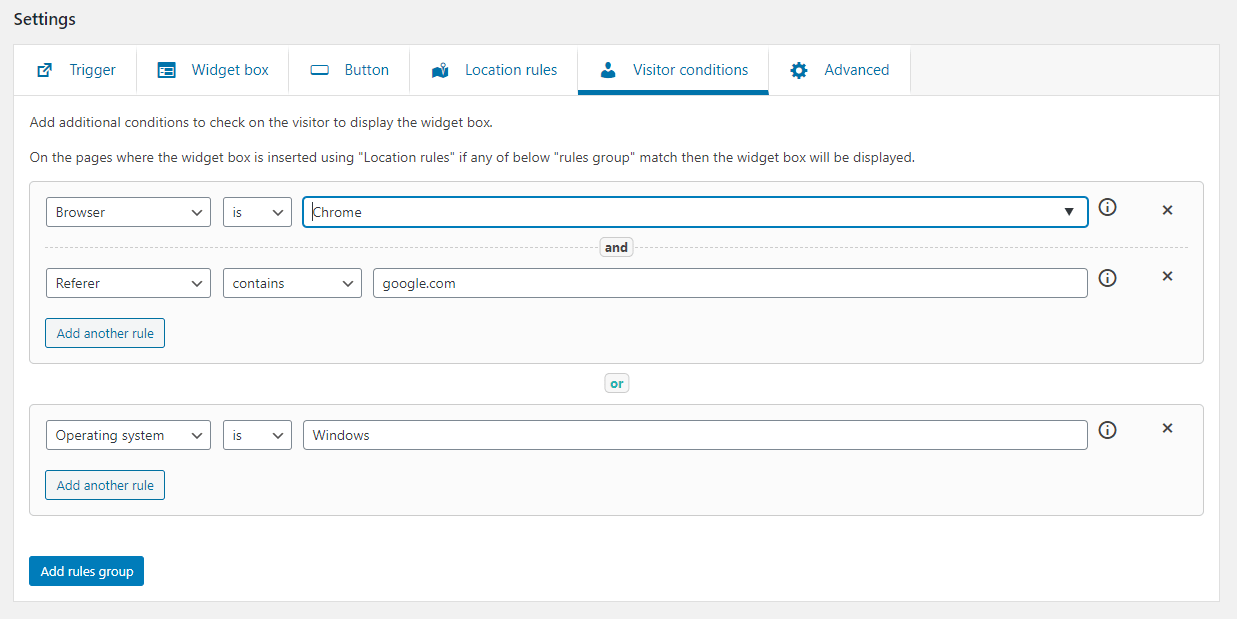 Settings
Trigger Widget box Button Location rules Visitor conditions Advanced
Add additional conditions to check on the visitor to display the widget box.
On the pages where the widget box is inserted using "Location rules" if any of below "rules group" match then the widget box will be displayed.
Browser is Chrome
and
Referer contains google.com
Add another rule
or
Operating system is Windows
Add another rule
Add rules group